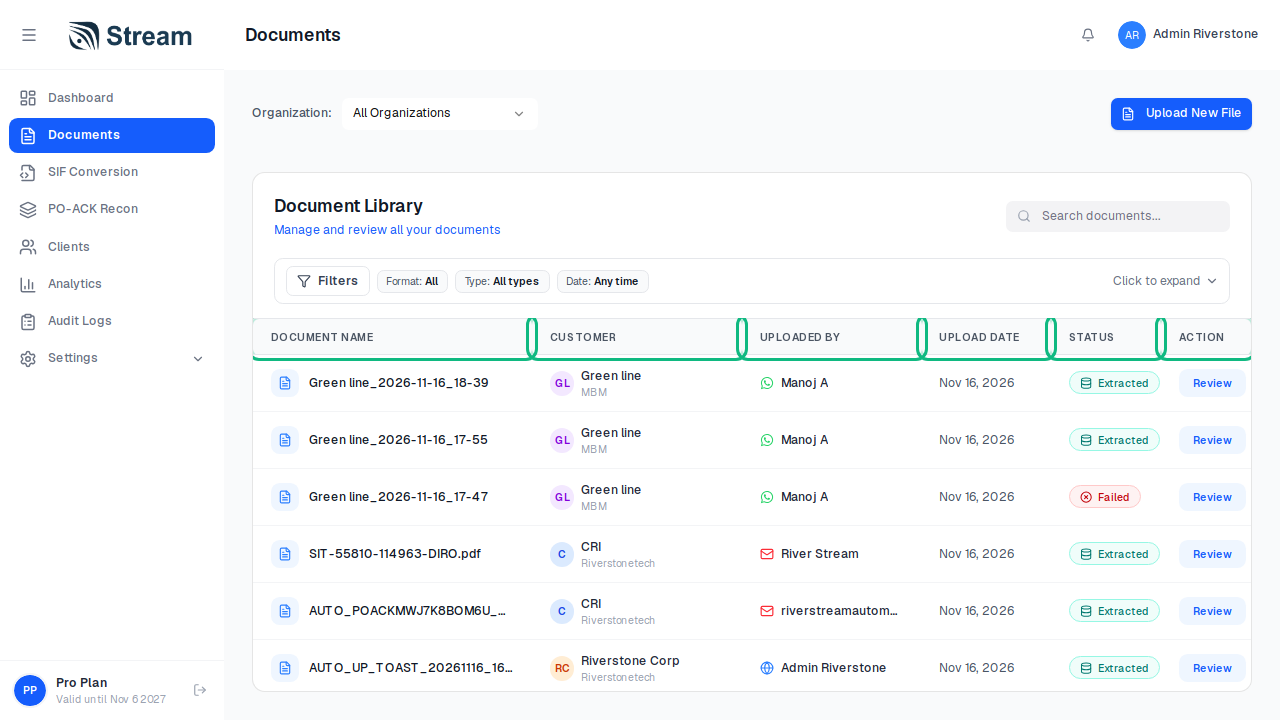 Stream
Documents
AR Admin Riverstone
Dashboard
Documents
SIF Conversion
PO-ACK Recon
Clients
Analytics
Audit Logs
Settings
PP Pro Plan
Valid until Nov 6 2027
Organization: All Organizations
Upload New File
Document Library
Manage and review all your documents
Search documents...
Filters Format: All Type: All types Date: Any time Click to expand
DOCUMENT NAME CUSTOMER UPLOADED BY UPLOAD DATE STATUS ACTION
Green line_2026-11-16_18-39 GL Green line MBM Manoj A Nov 16, 2026 Extracted Review
Green line_2026-11-16_17-55 GL Green line MBM Manoj A Nov 16, 2026 Extracted Review
Green line_2026-11-16_17-47 GL Green line MBM Manoj A Nov 16, 2026 Failed Review
SIT-55810-114963-DIRO.pdf C CRI Riverstonetech River Stream Nov 16, 2026 Extracted Review
AUTO_POACKMWJ7K8BOM6U_... C CRI Riverstonetech riverstreamautom... Nov 16, 2026 Extracted Review
AUTO_UP_TOAST_20261116_16... RC Riverstone Corp Riverstonetech Admin Riverstone Nov 16, 2026 Extracted Review